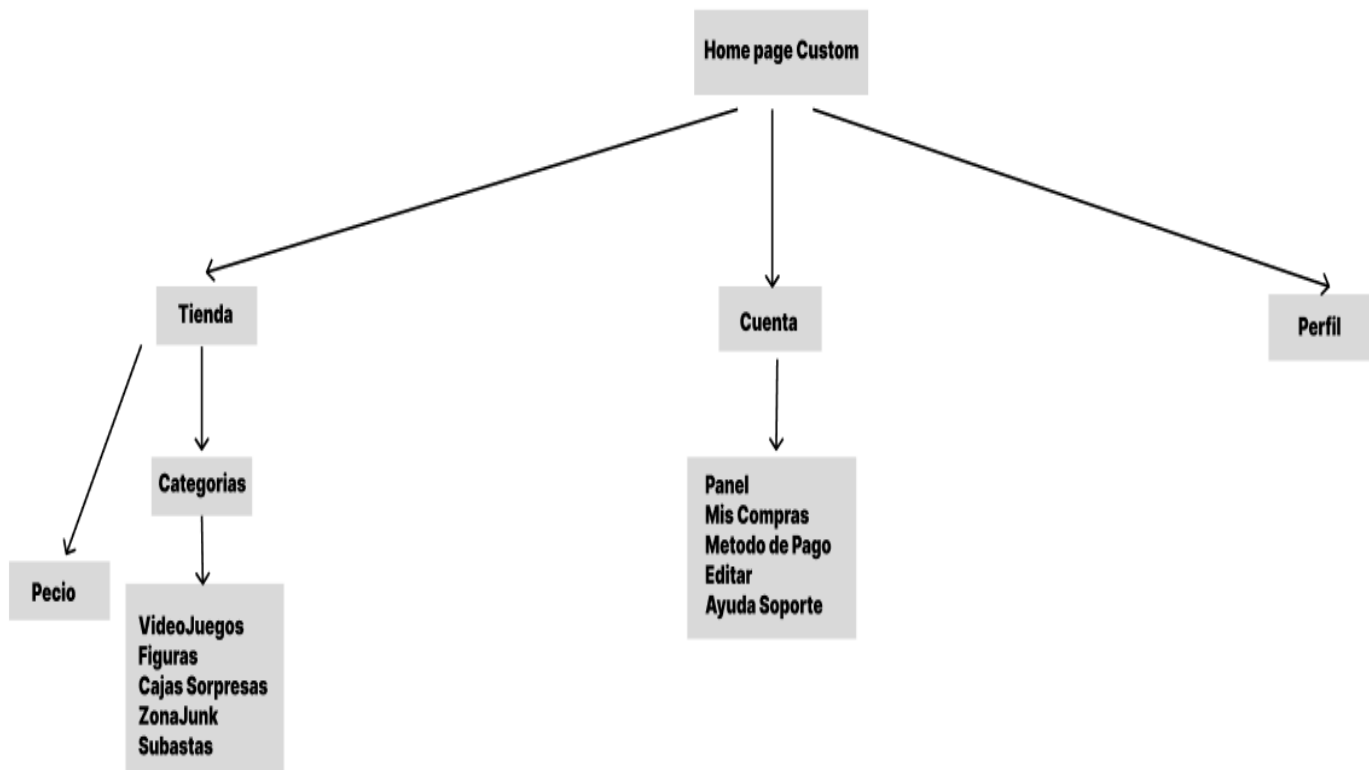 Home page Custom
Tienda
Cuenta
Perfil
Categorias
Pecio
VideoJuegos
Figuras
Cajas Sorpresas
ZonaJunk
Subastas
Panel
Mis Compras
Metodo de Pago
Editar
Ayuda Soporte